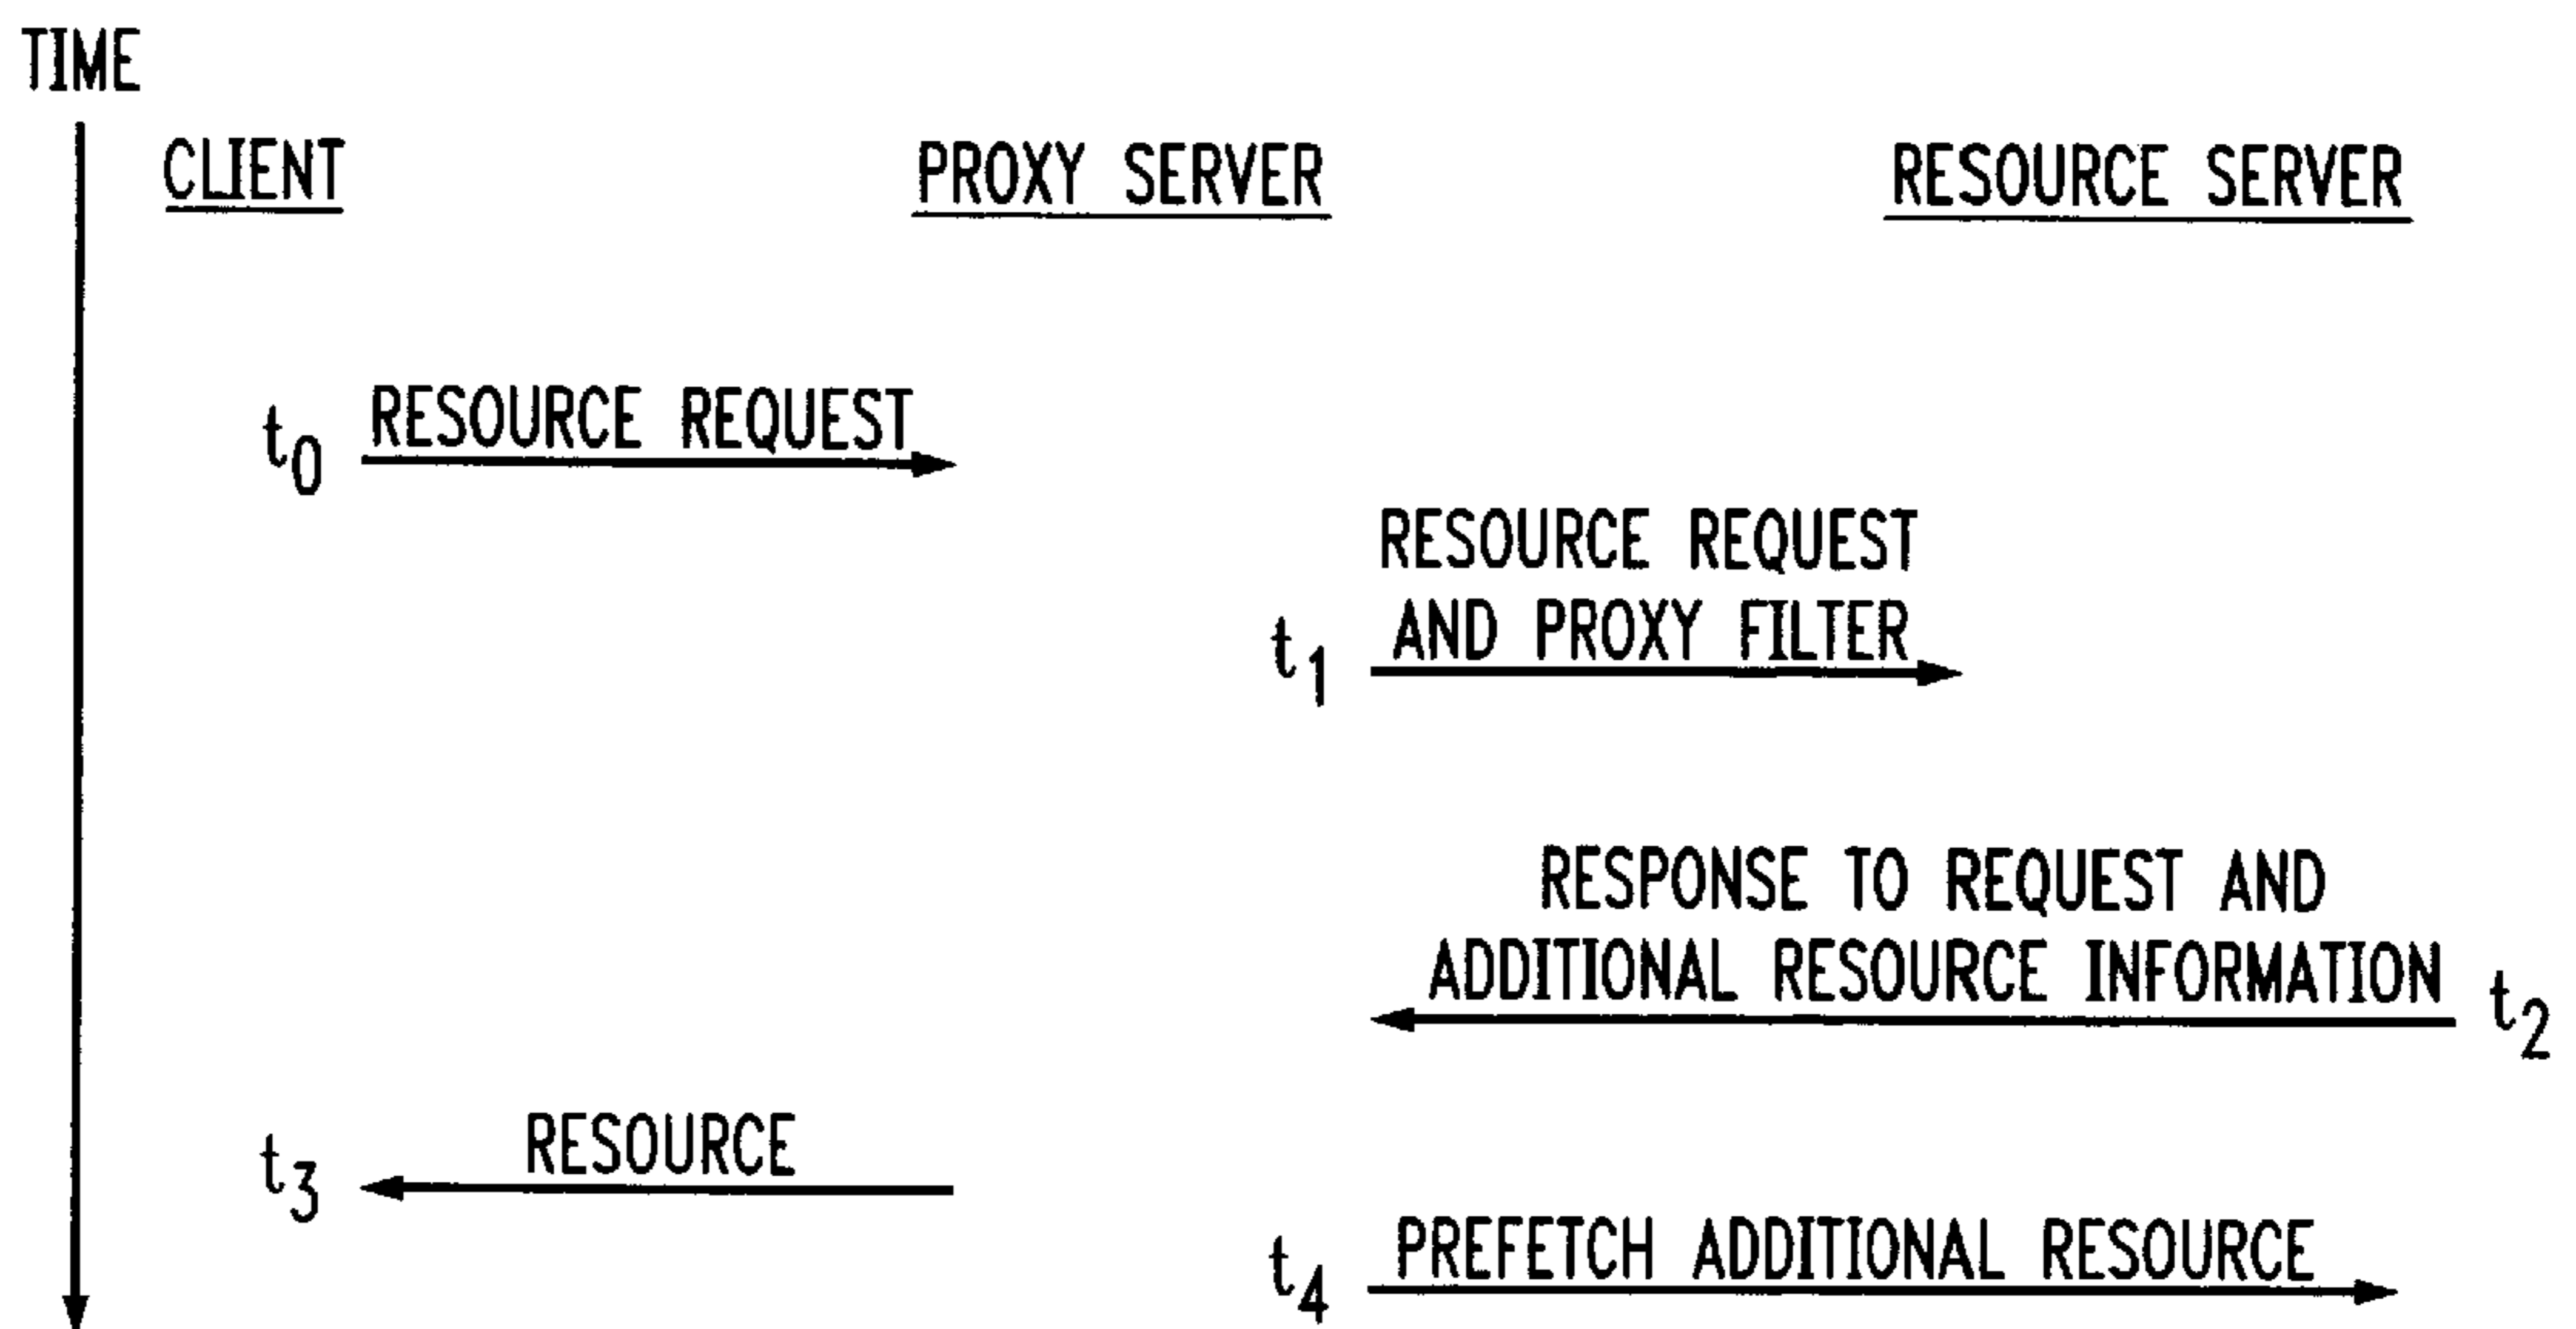 TIME
CLIENT
PROXY SERVER
RESOURCE SERVER
t0 RESOURCE REQUEST
RESOURCE REQUEST
t1 AND PROXY FILTER
RESPONSE TO REQUEST AND
ADDITIONAL RESOURCE INFORMATION t2
t3 RESOURCE
t4 PREFETCH ADDITIONAL RESOURCE